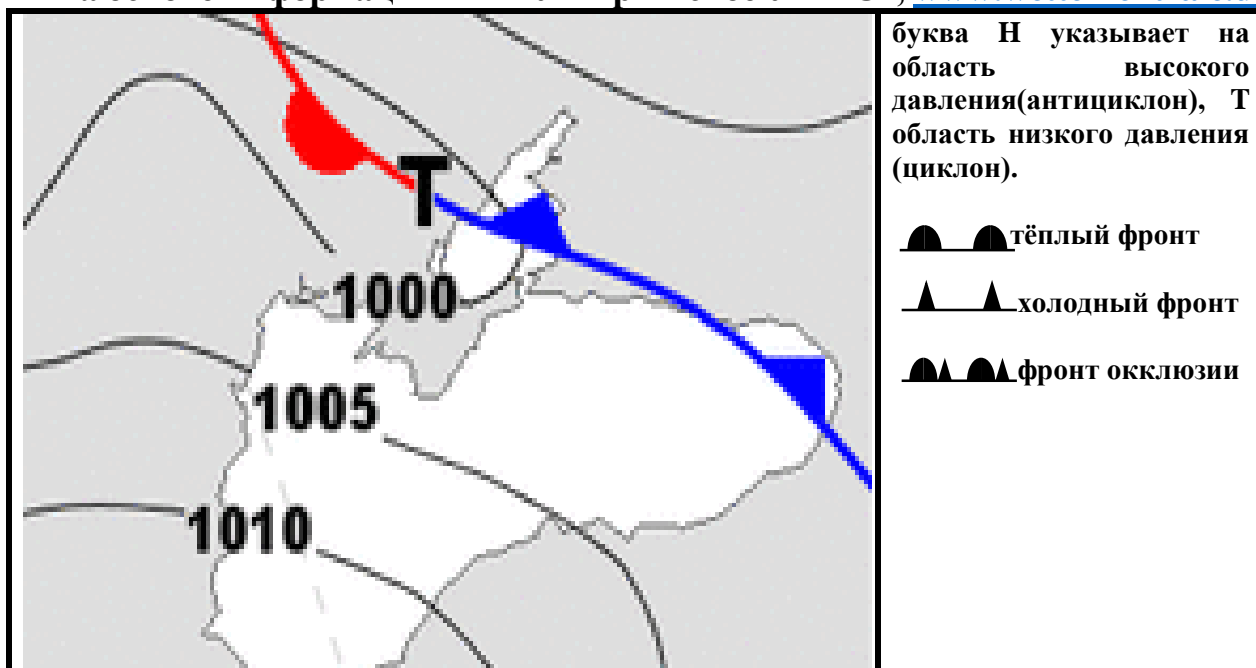 буква Н указывает на
область высокого
давления(антициклон), Т
область низкого давления
(циклон).
Т
тёплый фронт
1000
холодный фронт
фронт окклюзии
1005
1010